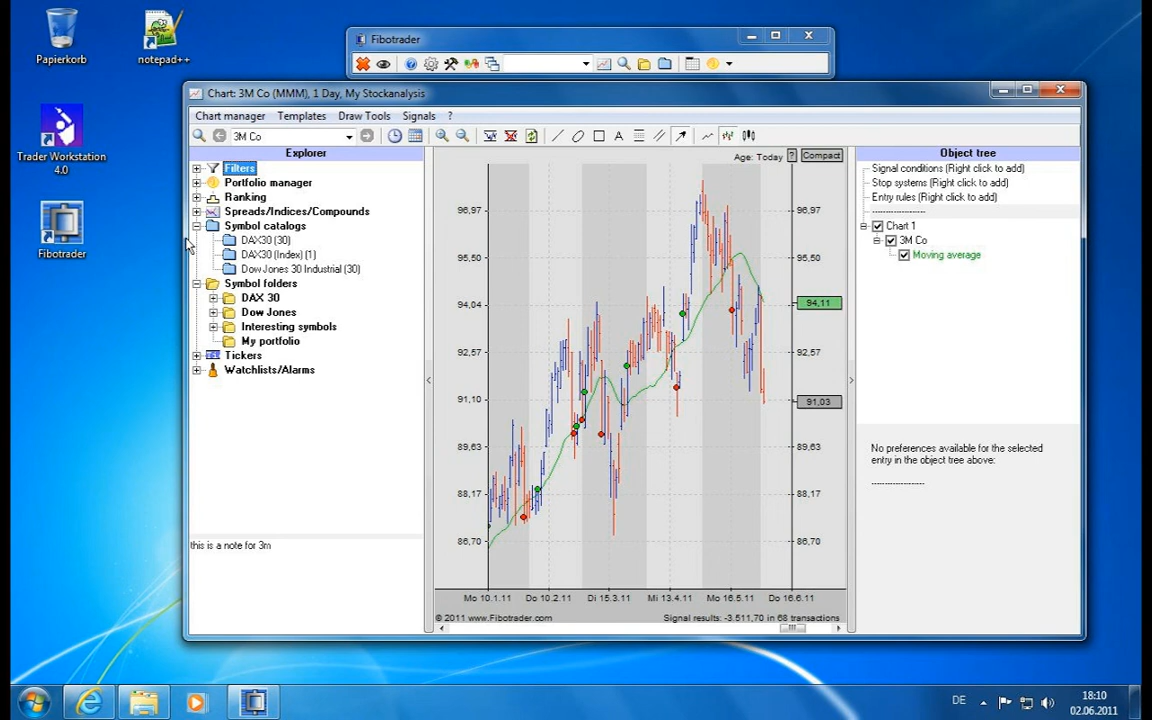 Papierkorb
notepad++
Trader Workstation
4.0
Fibotrader
Fibotrader
Chart: 3M Co (MMM), 1 Day, My Stockanalysis
Chart manager Templates Draw Tools Signals ?
3M Co
Explorer
Filters
Portfolio manager
Ranking
Spreads/Indices/Compounds
Symbol catalogs
DAX30 (30)
DAX30 (Index) (1)
Dow Jones 30 Industrial (30)
Symbol folders
DAX 30
Dow Jones
Interesting symbols
My portfolio
Tickers
Watchlists/Alarms
this is a note for 3m
Age: Today ? Compact
96,97 96,97
95,50 95,50
94,04 94,04
94,11
92,57 92,57
91,10 91,10
91,03
89,63 89,63
88,17 88,17
86,70 86,70
Mo 10.1.11 Do 10.2.11 Di 15.3.11 Mi 13.4.11 Mo 16.5.11 Do 16.6.11
© 2011 www.Fibotrader.com Signal results: -3.511,70 in 68 transactions
Object tree
Signal conditions (Right click to add)
Stop systems (Right click to add)
Entry rules (Right click to add)
--------------------
Chart 1
3M Co
Moving average
No preferences available for the selected
entry in the object tree above:
--------------------
DE
18:10
02.06.2011